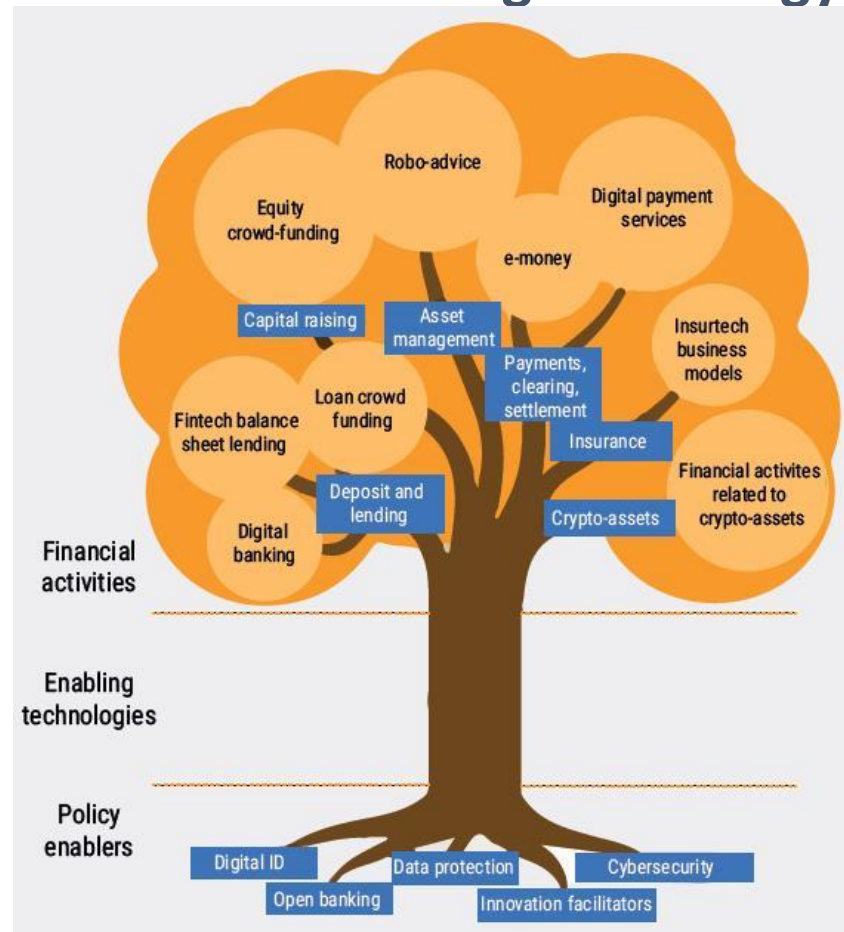 Robo-advice
Equity
crowd-funding
Digital payment
services
e-money
Capital raising
Asset
management
Insurtech
business
models
Payments,
clearing,
settlement
Loan crowd
funding
Fintech balance
sheet lending
Insurance
Financial activites
related to
crypto-assets
Deposit and
lending
Crypto-assets
Digital
banking
Financial
activities
Enabling
technologies
Policy
enablers
Digital ID
Data protection
Cybersecurity
Open banking
Innovation facilitators